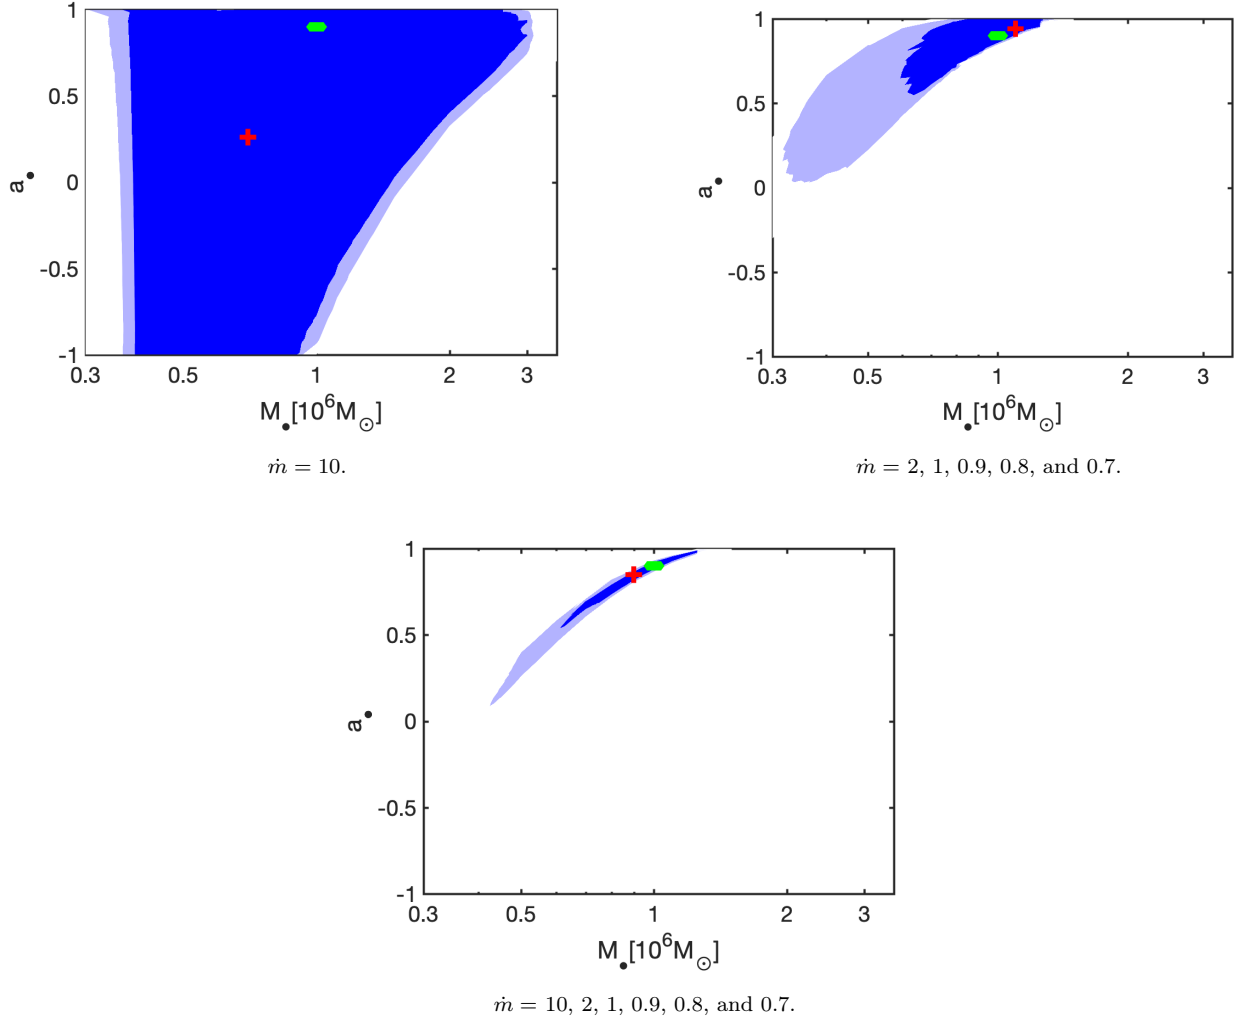 1
0.5
0
-0.5
-1
a•
0.3 0.5 1 2 3
M•[10⁶M⊙]
ṁ = 10.
1
0.5
0
-0.5
-1
a•
0.3 0.5 1 2 3
M•[10⁶M⊙]
ṁ = 2, 1, 0.9, 0.8, and 0.7.
1
0.5
0
-0.5
-1
a•
0.3 0.5 1 2 3
M•[10⁶M⊙]
ṁ = 10, 2, 1, 0.9, 0.8, and 0.7.